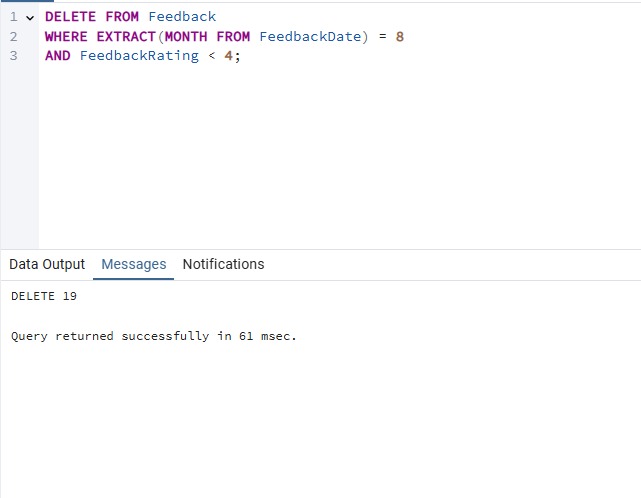 1 DELETE FROM Feedback
2 WHERE EXTRACT(MONTH FROM FeedbackDate) = 8
3 AND FeedbackRating < 4;
Data Output Messages Notifications
DELETE 19
Query returned successfully in 61 msec.